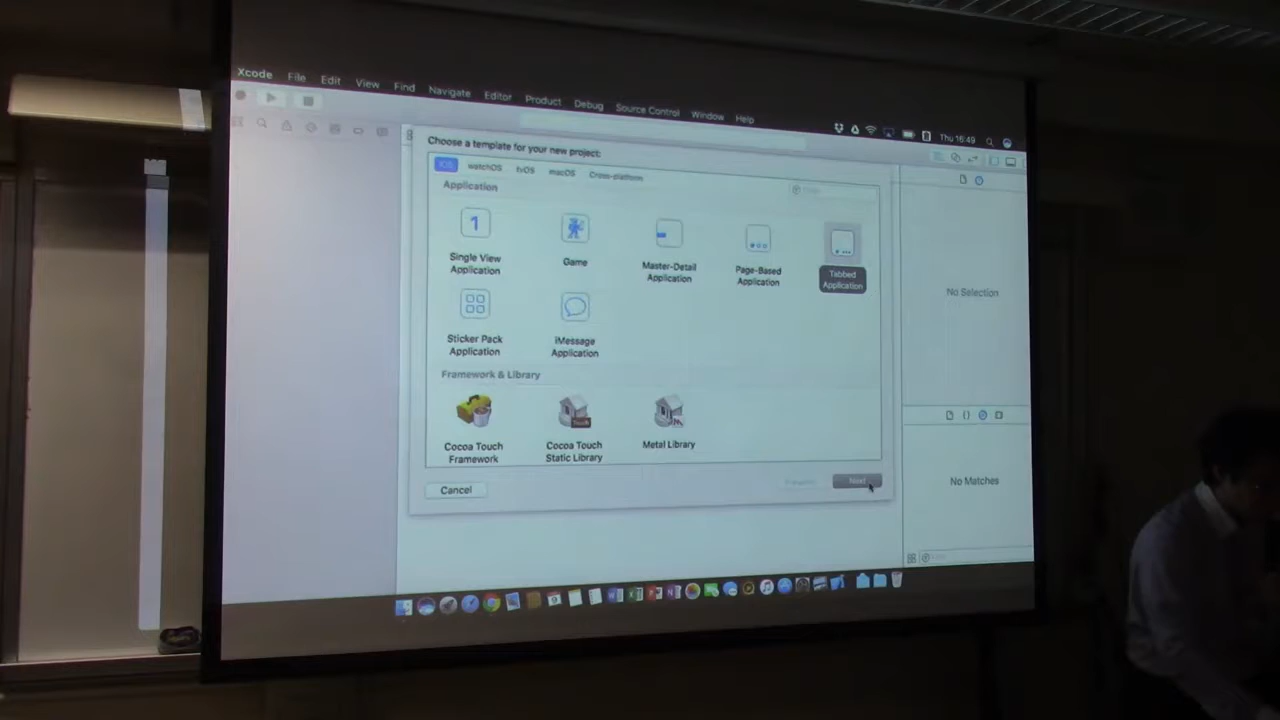 Xcode File Edit View Find Navigate Editor Product Debug Source Control Window Help
Thu 16:49
Choose a template for your new project:
iOS watchOS tvOS macOS Cross-platform
Application
1
Single View
Application
Game
Master-Detail
Application
Page-Based
Application
Tabbed
Application
Sticker Pack
Application
iMessage
Application
Framework & Library
Cocoa Touch
Framework
Cocoa Touch
Static Library
Metal Library
Cancel
Next
No Selection
No Matches